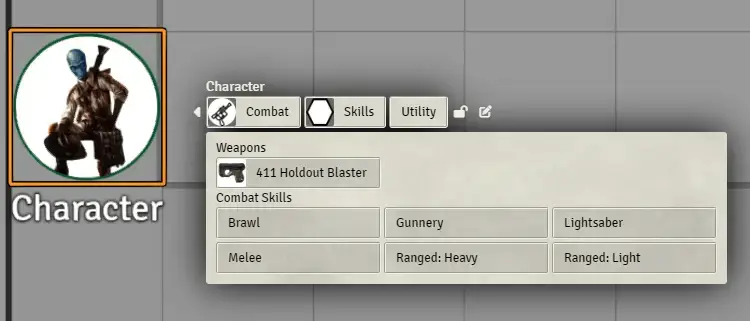 Character
Character
Combat Skills Utility
Weapons
411 Holdout Blaster
Combat Skills
Brawl Gunnery Lightsaber
Melee Ranged: Heavy Ranged: Light